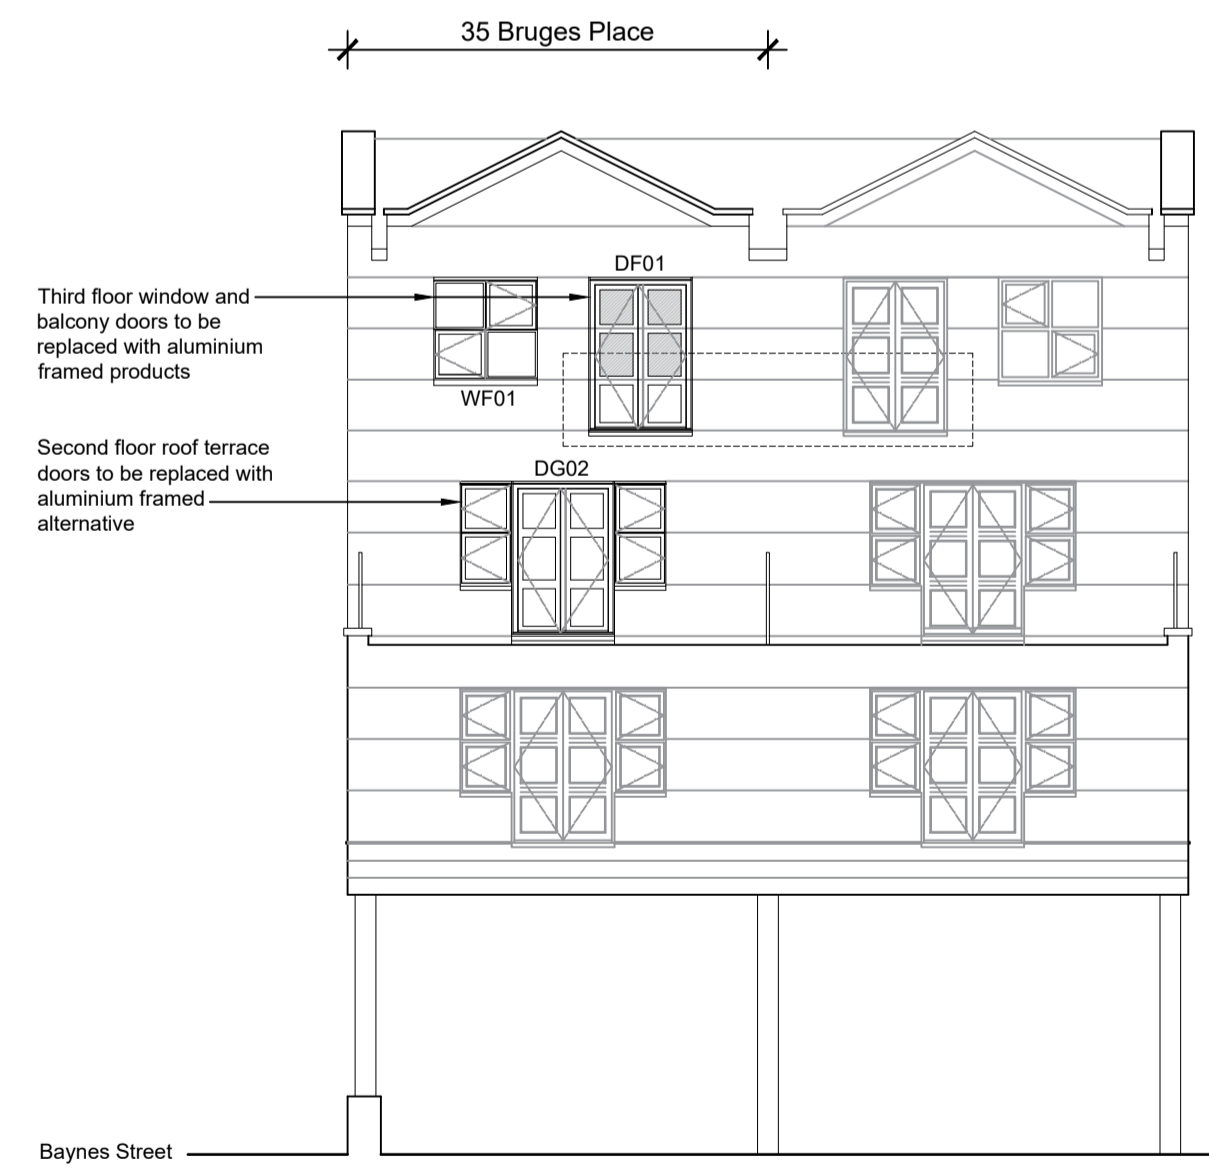 35 Bruges Place
DF01
Third floor window and
balcony doors to be
replaced with aluminium
framed products
WF01
Second floor roof terrace
doors to be replaced with
aluminium framed
alternative
DG02
Baynes Street